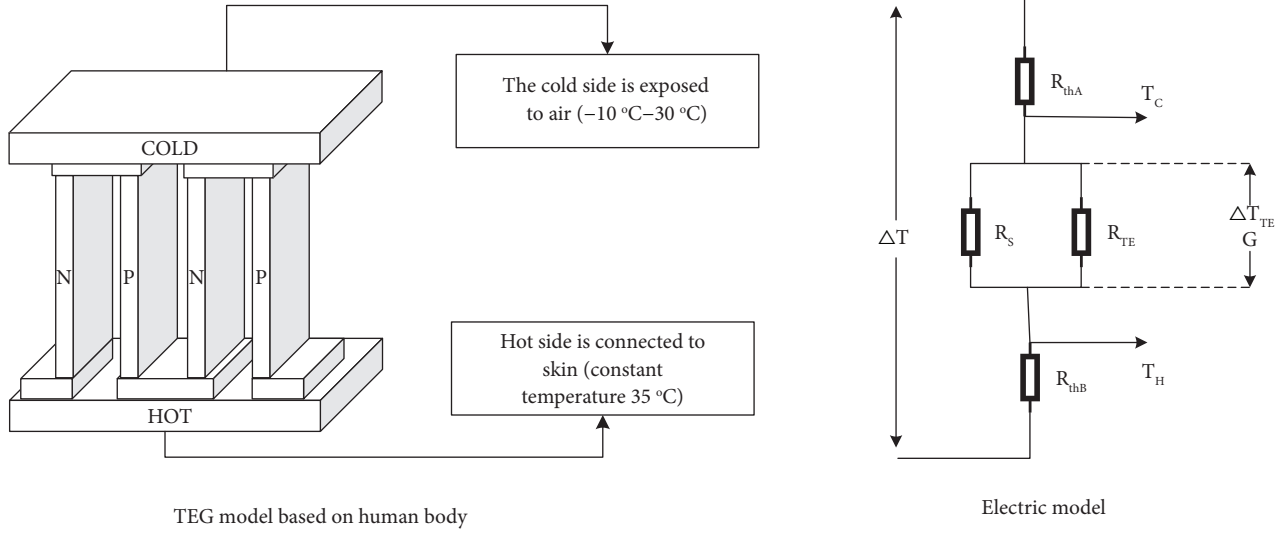 The cold side is exposed
to air (−10 °C−30 °C)
COLD
N
P
N
P
HOT
Hot side is connected to
skin (constant
temperature 35 °C)
TEG model based on human body
R_thA
T_C
△T
R_S
R_TE
△T_TE
G
R_thB
T_H
Electric model